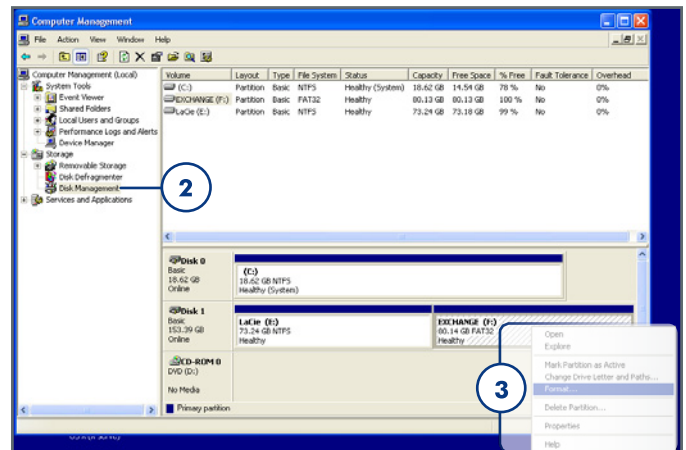 Computer Management
File Action View Window Help
Computer Management (Local)
System Tools
Event Viewer
Shared Folders
Local Users and Groups
Performance Logs and Alerts
Device Manager
Storage
Removable Storage
Disk Defragmenter
Disk Management
Services and Applications
2
Volume Layout Type File System Status Capacity Free Space % Free Fault Tolerance Overhead
(C:) Partition Basic NTFS Healthy (System) 18.62 GB 14.54 GB 78 % No 0%
EXCHANGE (F:) Partition Basic FAT32 Healthy 80.13 GB 80.13 GB 100 % No 0%
LaCie (E:) Partition Basic NTFS Healthy 73.24 GB 73.18 GB 99 % No 0%
Disk 0
Basic
18.62 GB
Online
(C:)
18.62 GB NTFS
Healthy (System)
Disk 1
Basic
153.39 GB
Online
LaCie (E:)
73.24 GB NTFS
Healthy
EXCHANGE (F:)
80.14 GB FAT32
Healthy
CD-ROM 0
DVD (D:)
No Media
Primary partition
3
Open
Explore
Mark Partition as Active
Change Drive Letter and Paths...
Format...
Delete Partition...
Properties
Help